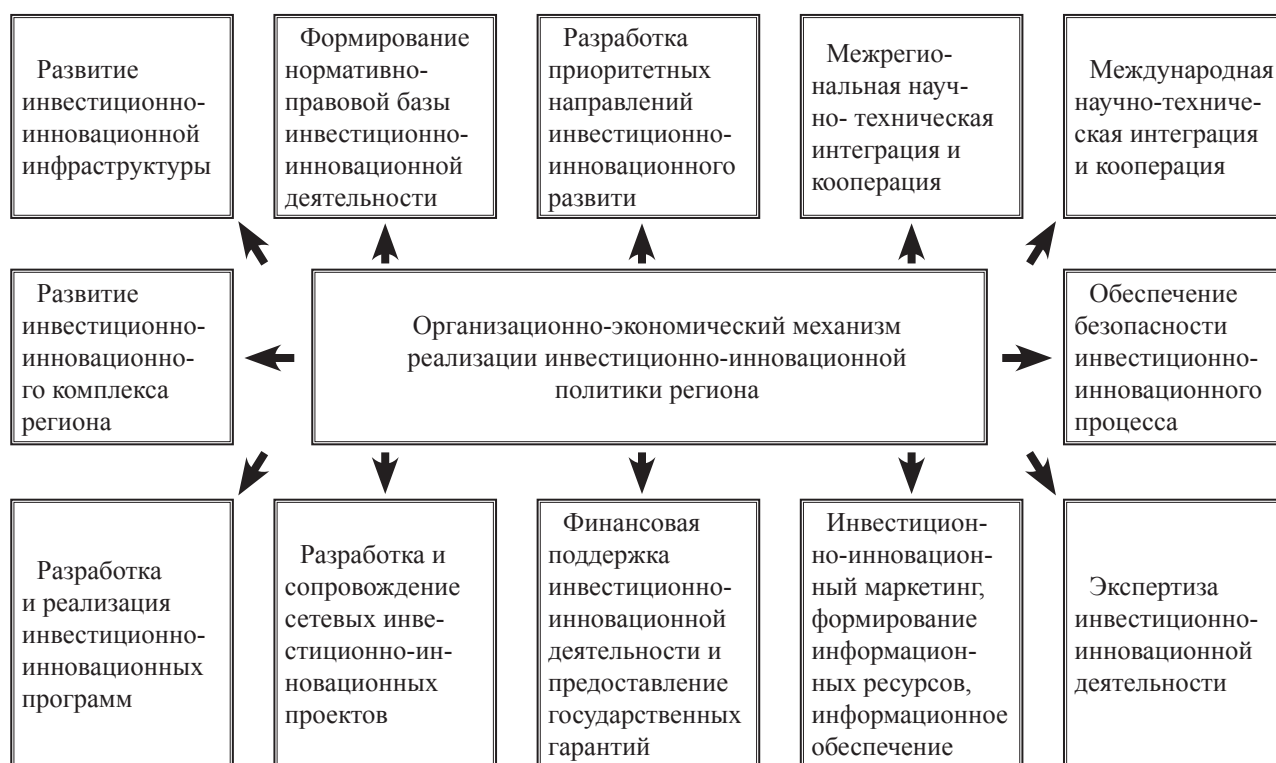 Развитие
инвестиционно-
инновационной
инфраструктуры
Формирование
нормативно-
правовой базы
инвестиционно-
инновационной
деятельности
Разработка
приоритетных
направлений
инвестиционно-
инновационного
развити
Межрегио-
нальная науч-
но- техническая
интеграция и
кооперация
Международная
научно-техниче-
ская интеграция
и кооперация
Развитие
инвестиционно-
инновационно-
го комплекса
региона
Организационно-экономический механизм
реализации инвестиционно-инновационной
политики региона
Обеспечение
безопасности
инвестиционно-
инновационного
процесса
Разработка
и реализация
инвестиционно-
инновационных
программ
Разработка и
сопровождение
сетевых инве-
стиционно-ин-
новационных
проектов
Финансовая
поддержка
инвестиционно-
инновационной
деятельности и
предоставление
государственных
гарантий
Инвестицион-
но-инновацион-
ный маркетинг,
формирование
информацион-
ных ресурсов,
информационное
обеспечение
Экспертиза
инвестиционно-
инновационной
деятельности